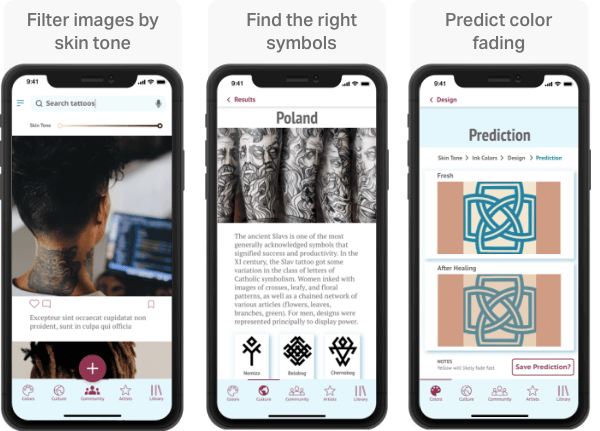 Filter images by
skin tone
Find the right
symbols
Predict color
fading
9:41
Search tattoos
Skin Tone
Excepteur sint occaecat cupidatat non
proident, sunt in culpa qui officia
Colors
Culture
Community
Artists
Library
9:41
Results
Poland
The ancient Slavs is one of the most
generally acknowledged symbols that
signified success and productivity. In the
XI century, the Slav tattoo got some
variation in the class of letters of
Catholic symbolism. Women inked with
images of crosses, leafy, and floral
patterns, as well as a chained network of
various articles (flowers, leaves,
branches, green). For men, designs were
represented principally to display power.
Nemiza
Belobog
Chernobog
Colors
Culture
Community
Artists
Library
9:41
Design
Prediction
Skin Tone > Ink Colors > Design > Prediction
Fresh
After Healing
NOTES
Yellow will likely fade fast
Save Prediction?
Colors
Culture
Community
Artists
Library